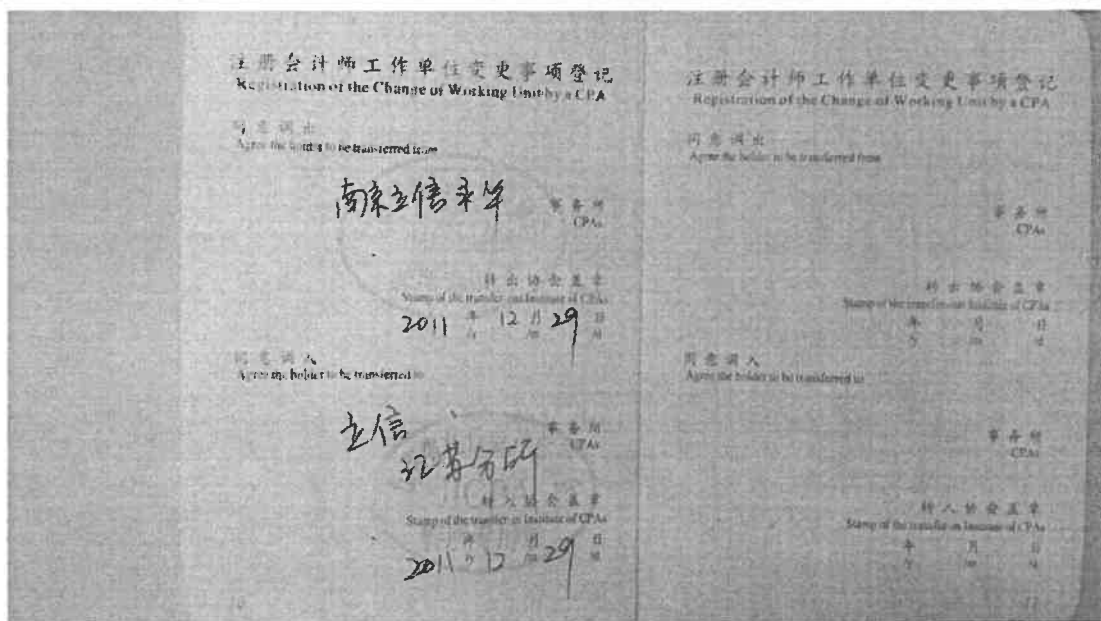 注册会计师工作单位变更事项登记
Registration of the Change of Working Unit by a CPA
同意调出
Agree the holder to be transferred from
南京立信永华
事务所
CPAs
转出协会盖章
Stamp of the transfer-out Institute of CPAs
2011 年 12 月 29 日
/y /m /d
同意调入
Agree the holder to be transferred to
立信
事务所
CPAs
江苏分所
转入协会盖章
Stamp of the transfer-in Institute of CPAs
年 月 日
2011 /y 12 /m 29 /d
10
注册会计师工作单位变更事项登记
Registration of the Change of Working Unit by a CPA
同意调出
Agree the holder to be transferred from
事务所
CPAs
转出协会盖章
Stamp of the transfer-out Institute of CPAs
年 月 日
/y /m /d
同意调入
Agree the holder to be transferred to
事务所
CPAs
转入协会盖章
Stamp of the transfer-in Institute of CPAs
年 月 日
/y /m /d
11